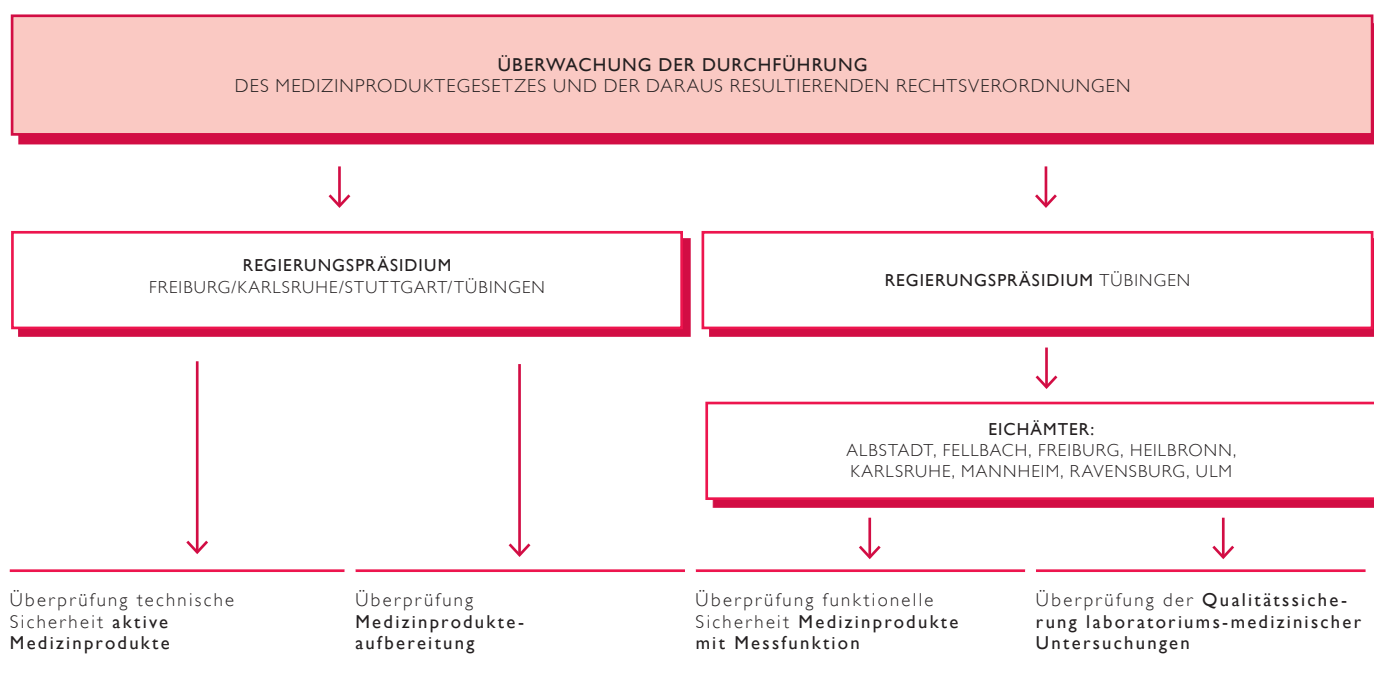 ÜBERWACHUNG DER DURCHFÜHRUNG
DES MEDIZINPRODUKTEGESETZES UND DER DARAUS RESULTIERENDEN RECHTSVERORDNUNGEN
REGIERUNGSPRÄSIDIUM
FREIBURG/KARLSRUHE/STUTTGART/TÜBINGEN
REGIERUNGSPRÄSIDIUM TÜBINGEN
EICHÄMTER:
ALBSTADT, FELLBACH, FREIBURG, HEILBRONN,
KARLSRUHE, MANNHEIM, RAVENSBURG, ULM
Überprüfung technische
Sicherheit aktive
Medizinprodukte
Überprüfung
Medizinprodukte-
aufbereitung
Überprüfung funktionelle
Sicherheit Medizinprodukte
mit Messfunktion
Überprüfung der Qualitätssiche-
rung laboratoriums-medizinischer
Untersuchungen